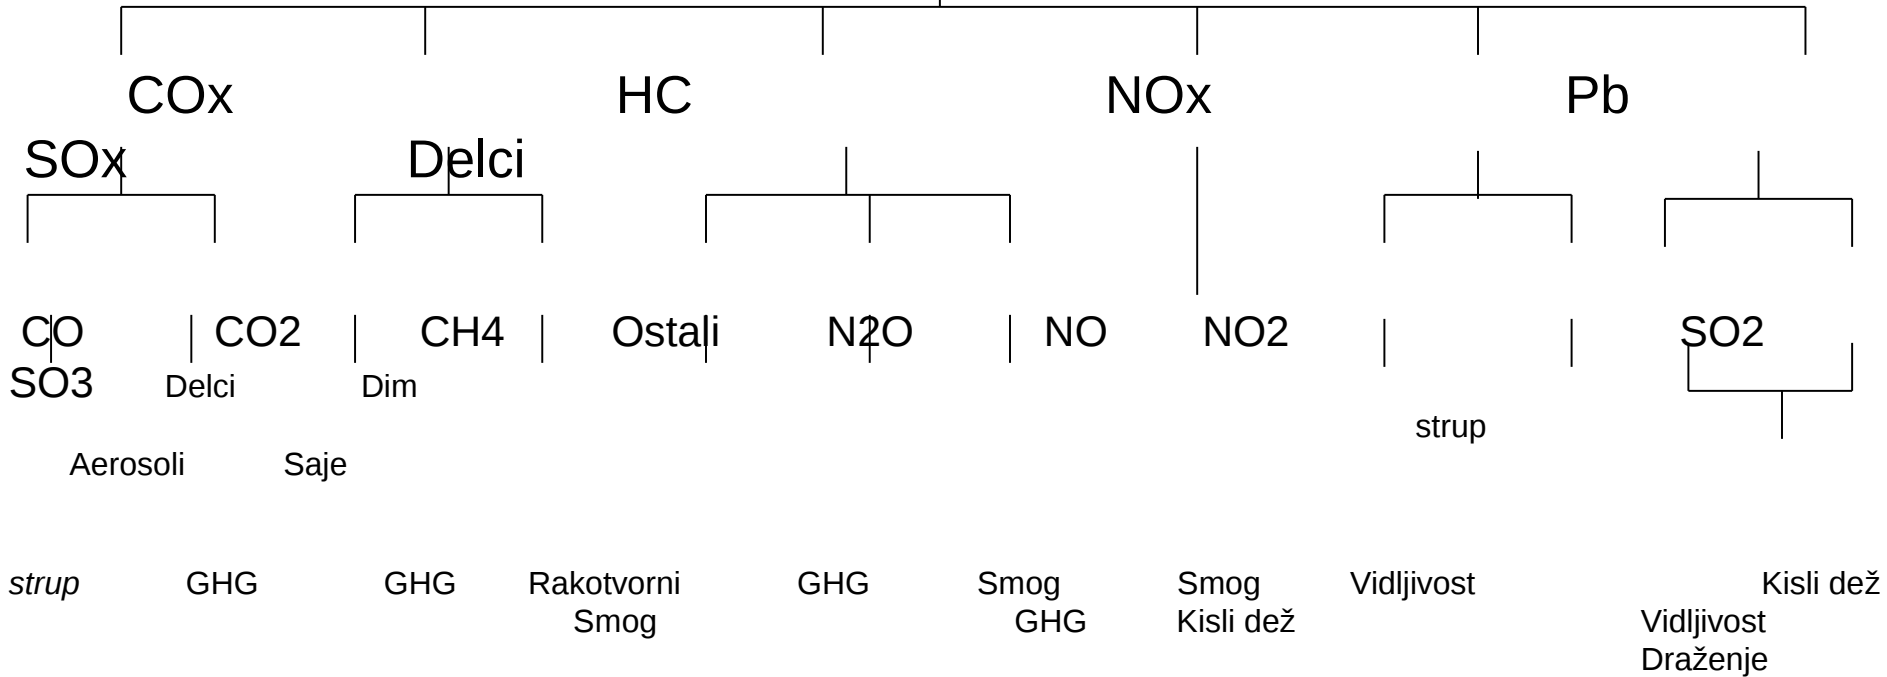 COx HC NOx Pb
SOx Delci
CO CO2 CH4 Ostali N2O NO NO2 SO2
SO3 Delci Dim
strup
Aerosoli Saje
strup GHG GHG Rakotvorni GHG Smog Smog Vidljivost Kisli dež
Smog GHG Kisli dež Vidljivost
Draženje